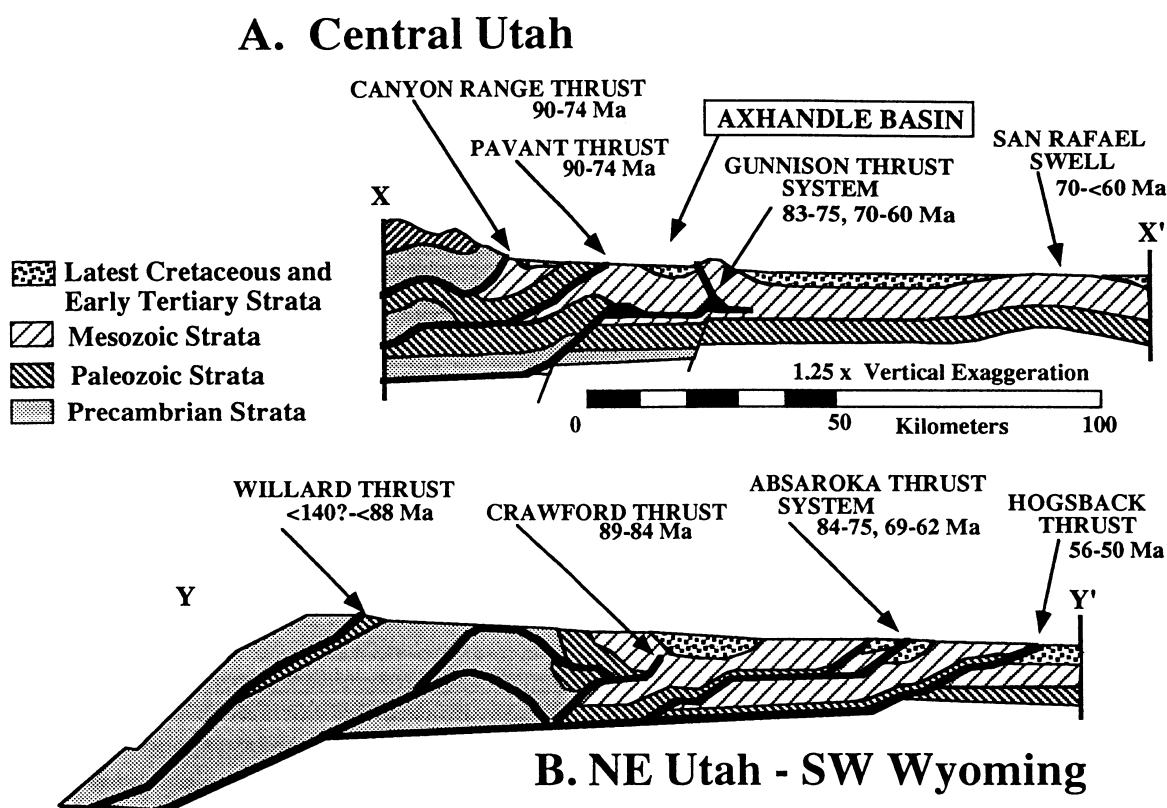 A. Central Utah
CANYON RANGE THRUST
90-74 Ma
AXHANDLE BASIN
PAVANT THRUST
90-74 Ma
GUNNISON THRUST
SYSTEM
83-75, 70-60 Ma
SAN RAFAEL
SWELL
70-<60 Ma
X
X'
Latest Cretaceous and
Early Tertiary Strata
Mesozoic Strata
Paleozoic Strata
Precambrian Strata
1.25 x Vertical Exaggeration
0
50
Kilometers
100
WILLARD THRUST
<140?-<88 Ma
CRAWFORD THRUST
89-84 Ma
ABSAROKA THRUST
SYSTEM
84-75, 69-62 Ma
HOGSBACK
THRUST
56-50 Ma
Y
Y'
B. NE Utah - SW Wyoming